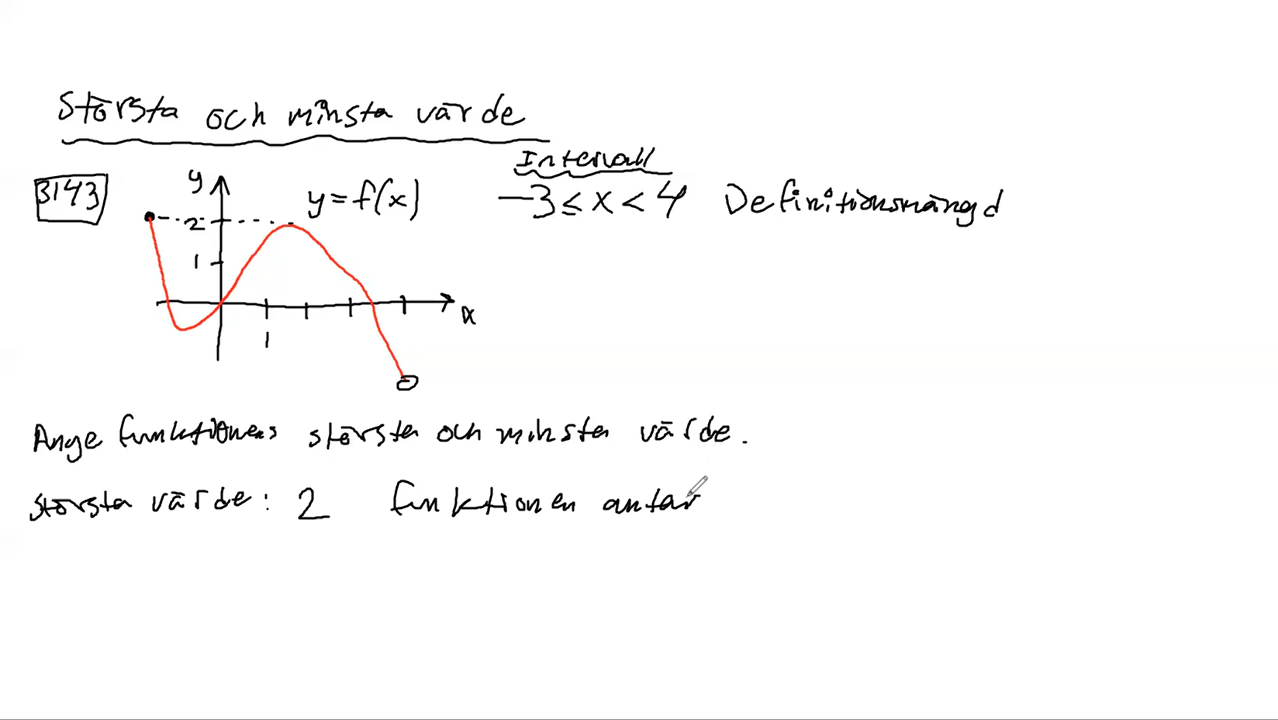 Största och minsta värde
Intervall
3143 y y=f(x) -3≤x<4 Definitionsmängd
2
1
x
1
Ange funktionens största och minsta värde.
största värde: 2 funktionen antar